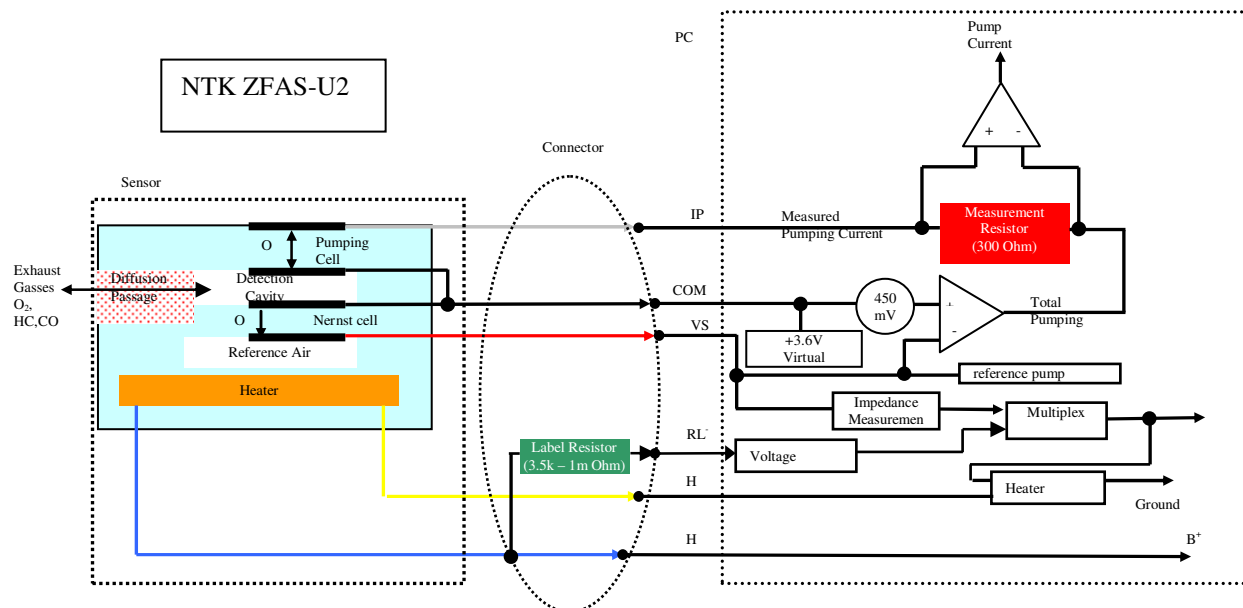 PC
Pump
Current
NTK ZFAS-U2
+ -
Connector
Sensor
IP
Measured
Pumping Current
Measurement
Resistor
(300 Ohm)
O
Pumping
Cell
Exhaust
Gasses
O2,
HC,CO
Diffusion
Passage
Detection
Cavity
COM
450
mV
+
-
Total
Pumping
O
Nernst cell
VS
+3.6V
Virtual
Reference Air
reference pump
Heater
Impedance
Measuremen
Multiplex
Label Resistor
(3.5k – 1m Ohm)
RL-
Voltage
H
Heater
Ground
H
B+